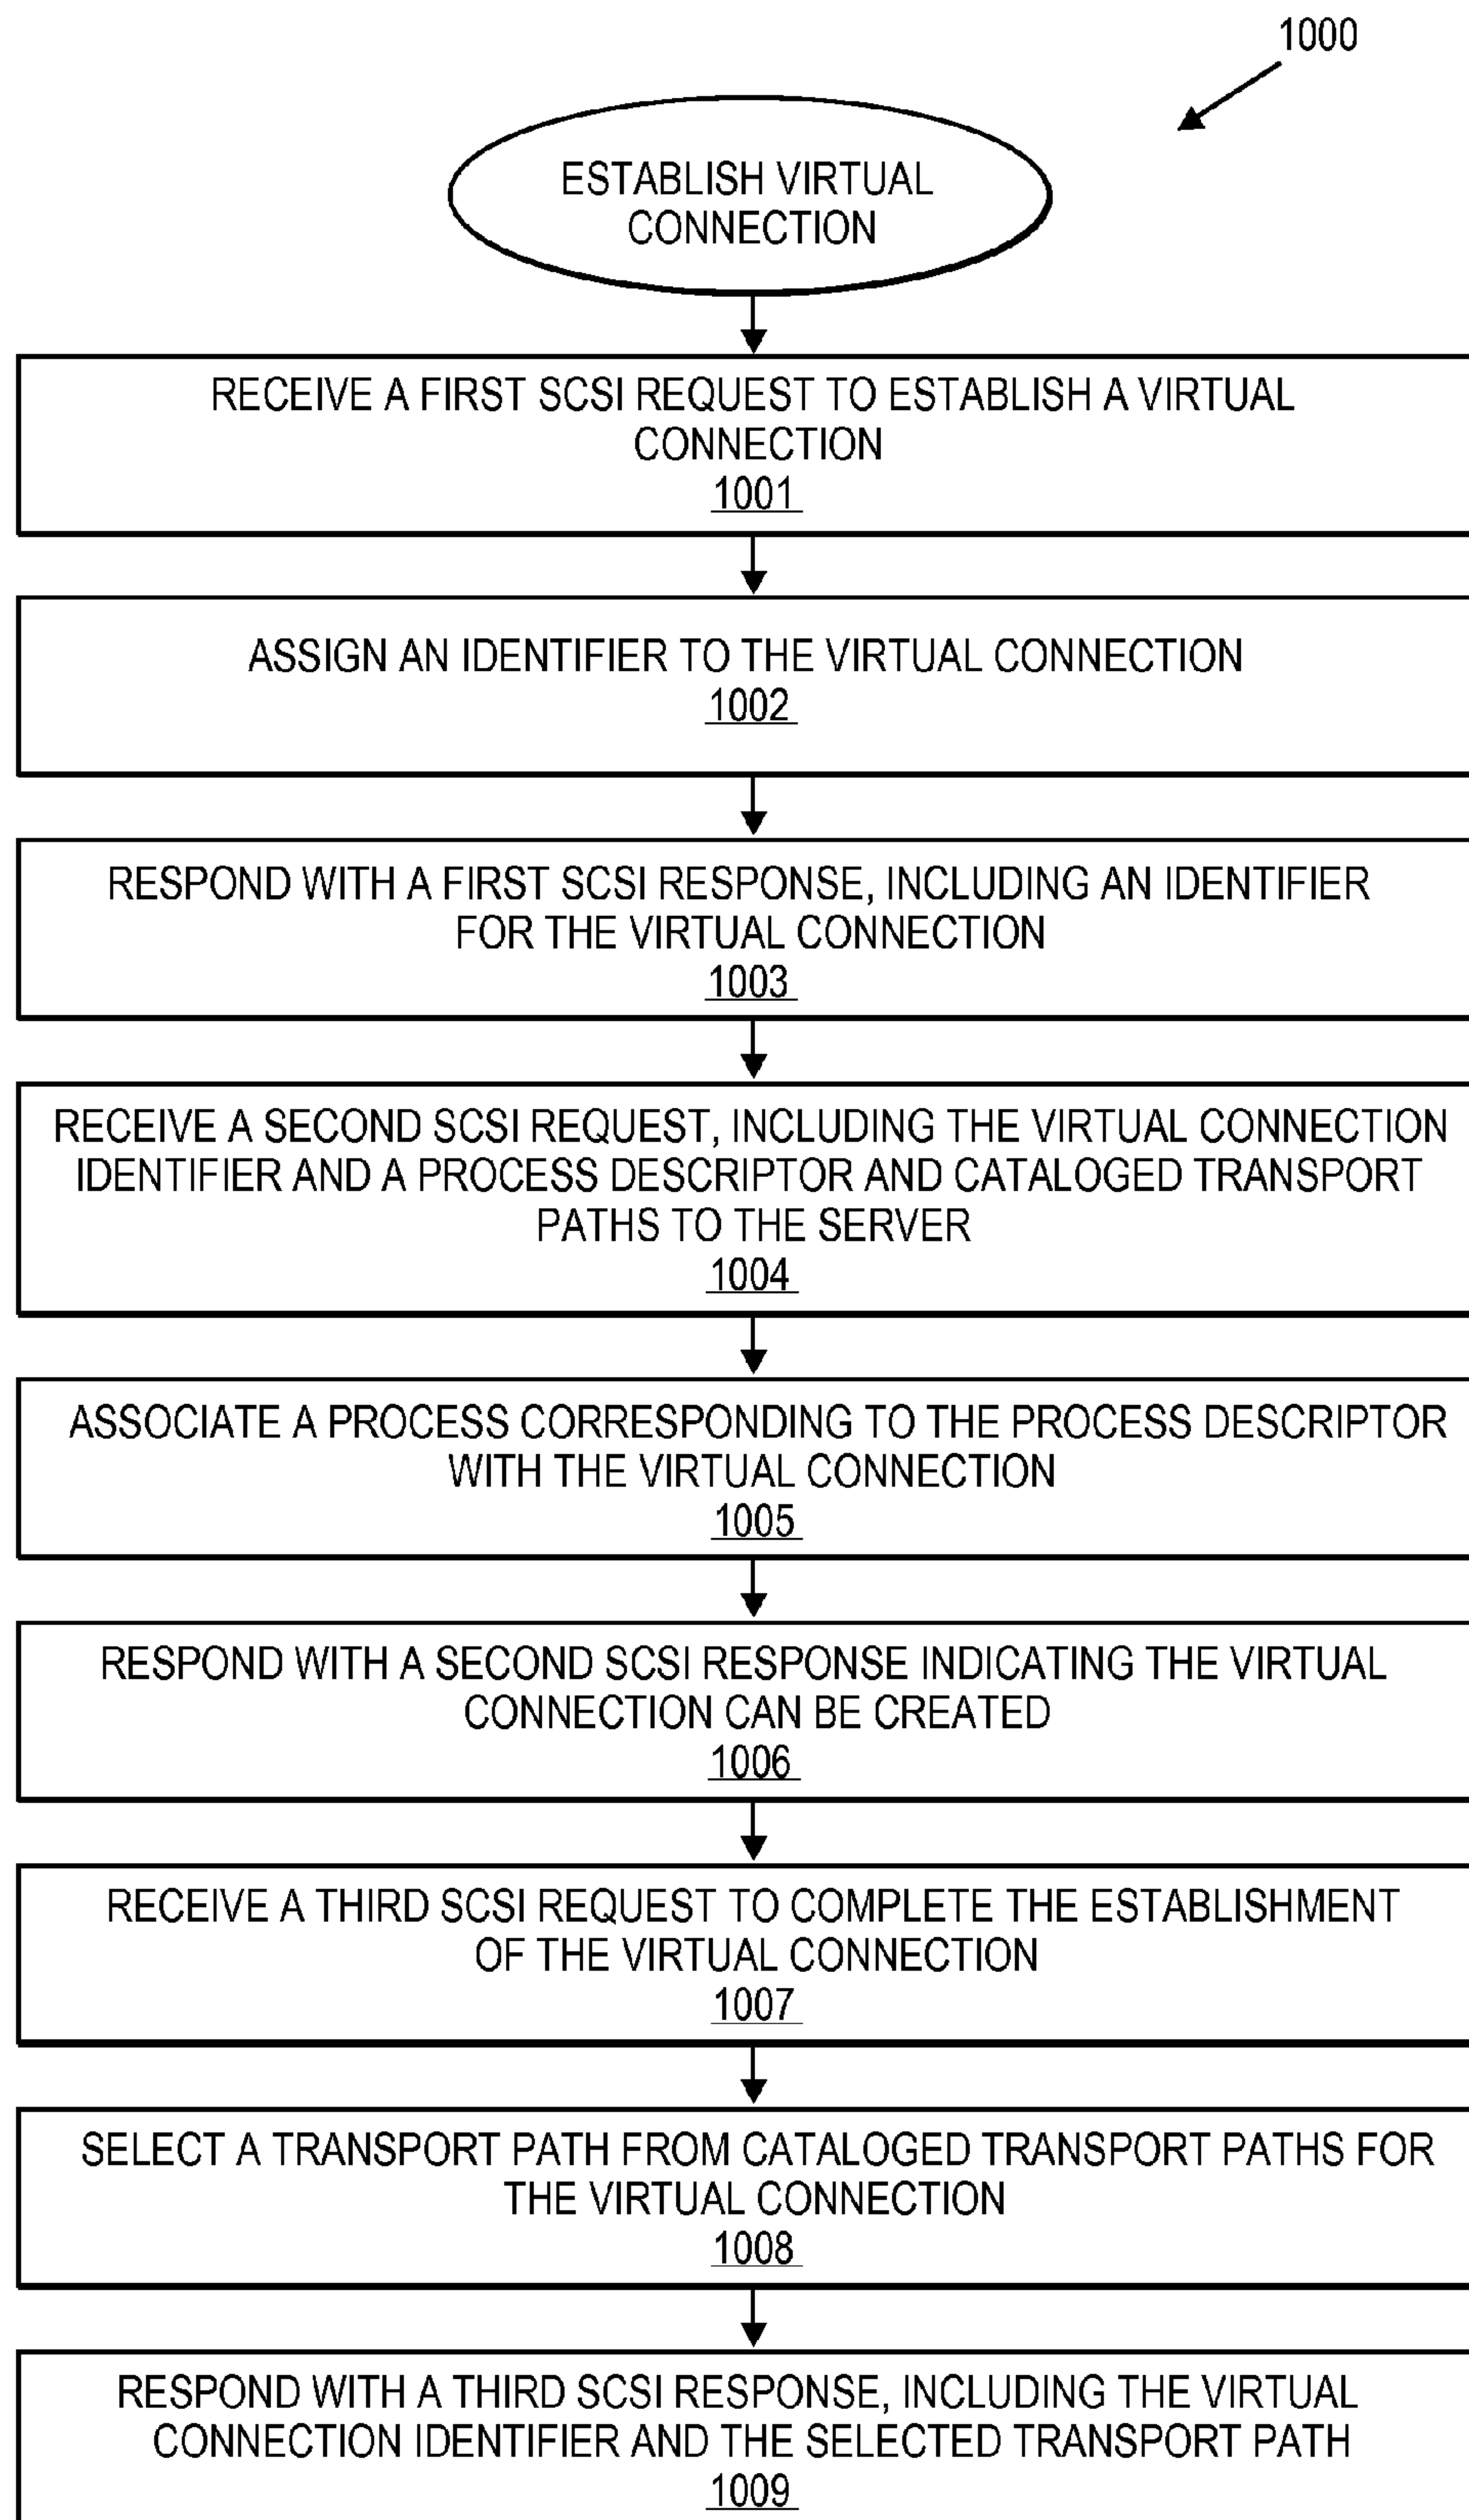 1000
ESTABLISH VIRTUAL
CONNECTION
RECEIVE A FIRST SCSI REQUEST TO ESTABLISH A VIRTUAL
CONNECTION
1001
ASSIGN AN IDENTIFIER TO THE VIRTUAL CONNECTION
1002
RESPOND WITH A FIRST SCSI RESPONSE, INCLUDING AN IDENTIFIER
FOR THE VIRTUAL CONNECTION
1003
RECEIVE A SECOND SCSI REQUEST, INCLUDING THE VIRTUAL CONNECTION
IDENTIFIER AND A PROCESS DESCRIPTOR AND CATALOGED TRANSPORT
PATHS TO THE SERVER
1004
ASSOCIATE A PROCESS CORRESPONDING TO THE PROCESS DESCRIPTOR
WITH THE VIRTUAL CONNECTION
1005
RESPOND WITH A SECOND SCSI RESPONSE INDICATING THE VIRTUAL
CONNECTION CAN BE CREATED
1006
RECEIVE A THIRD SCSI REQUEST TO COMPLETE THE ESTABLISHMENT
OF THE VIRTUAL CONNECTION
1007
SELECT A TRANSPORT PATH FROM CATALOGED TRANSPORT PATHS FOR
THE VIRTUAL CONNECTION
1008
RESPOND WITH A THIRD SCSI RESPONSE, INCLUDING THE VIRTUAL
CONNECTION IDENTIFIER AND THE SELECTED TRANSPORT PATH
1009